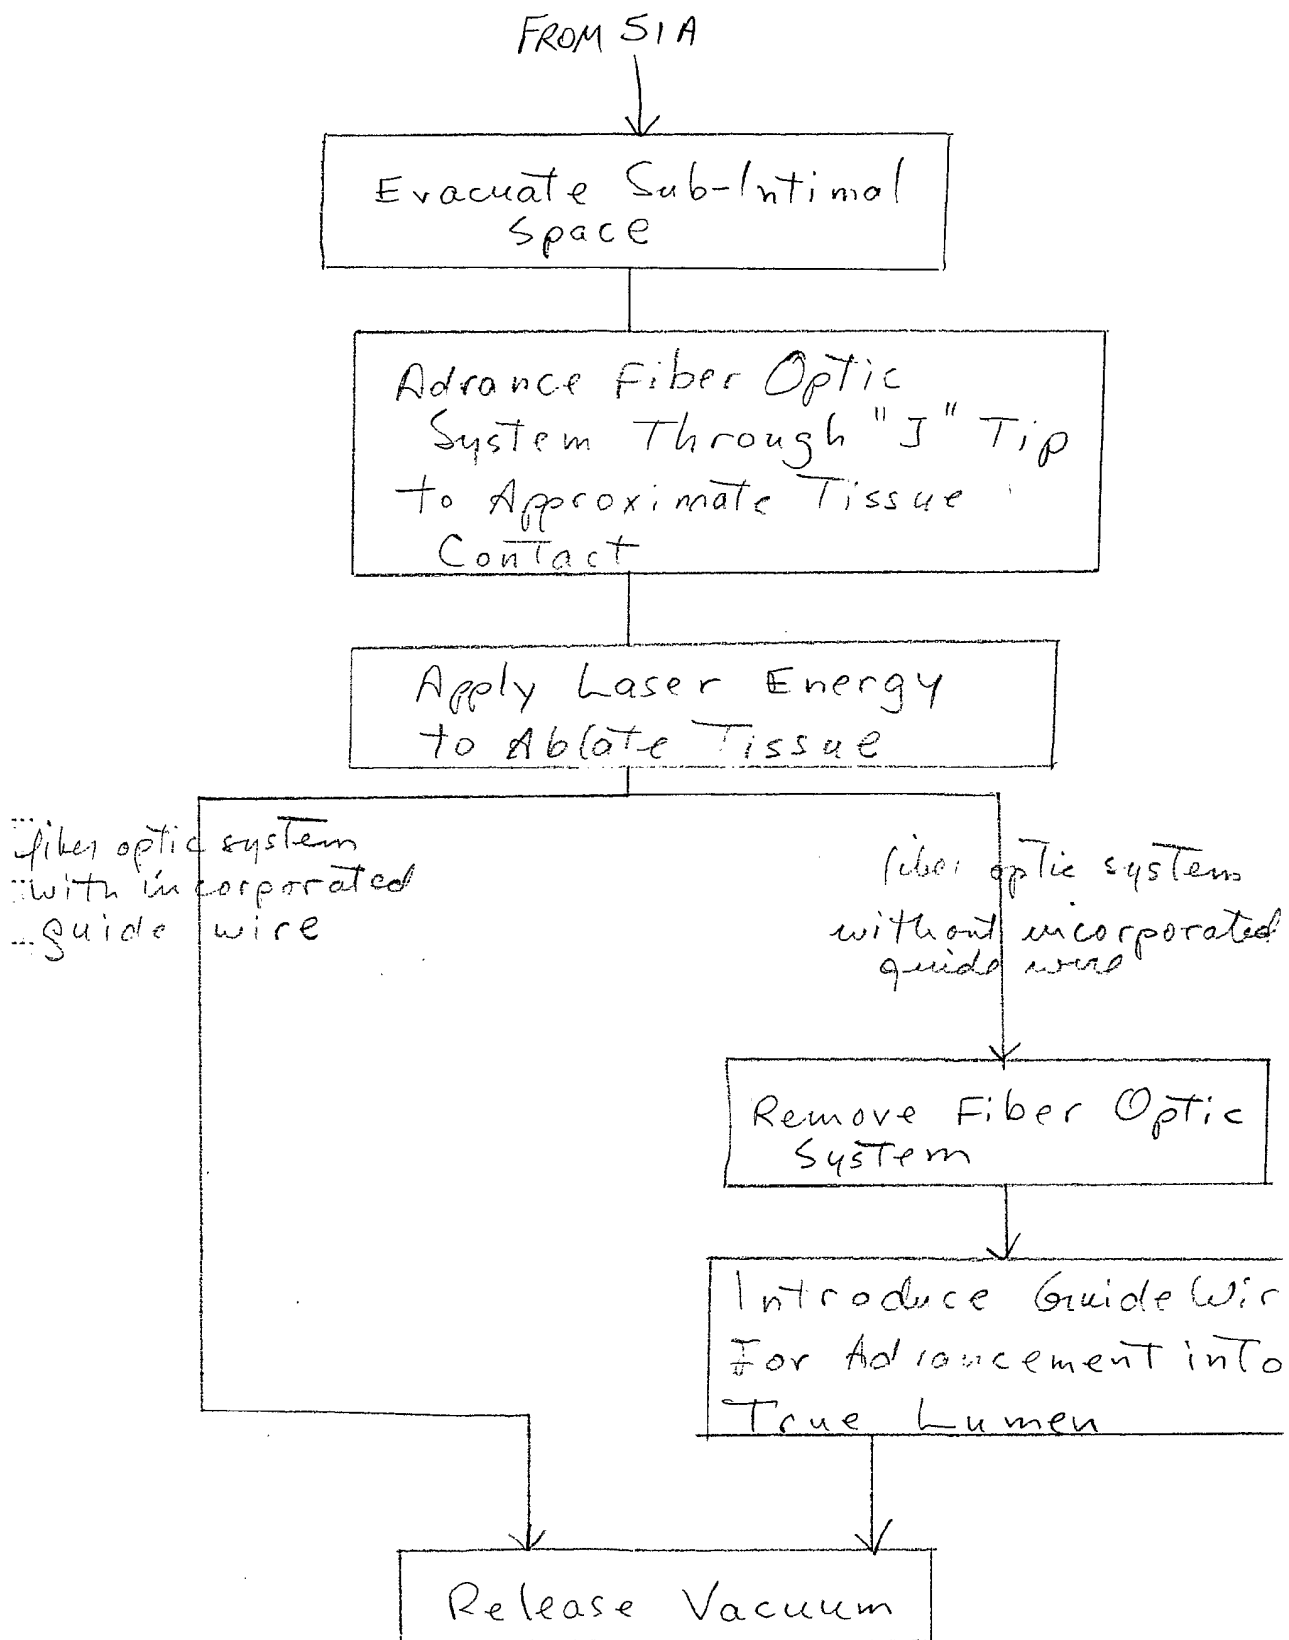 FROM 51A
Evacuate Sub-Intimal
Space
Advance Fiber Optic
System Through "J" Tip
to Approximate Tissue
Contact
Apply Laser Energy
to Ablate Tissue
fiber optic system
with incorporated
guide wire
fiber optic system
without incorporated
guide wire
Remove Fiber Optic
System
Introduce Guide Wir
For Advancement into
True Lumen
Release Vacuum